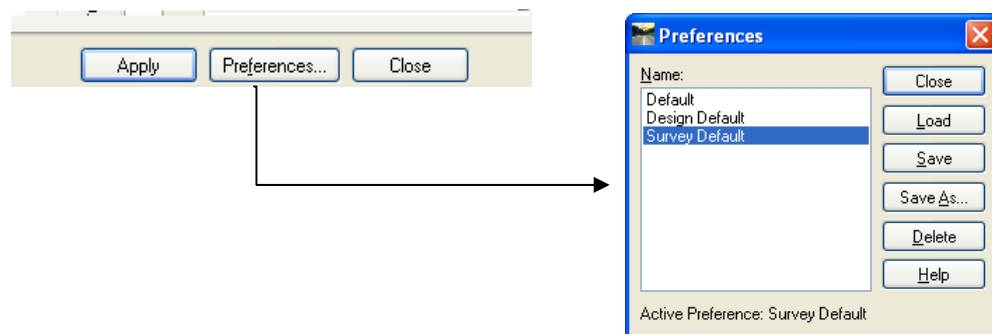 Apply Preferences... Close
Preferences
Name:
Default
Design Default
Survey Default
Close
Load
Save
Save As...
Delete
Help
Active Preference: Survey Default